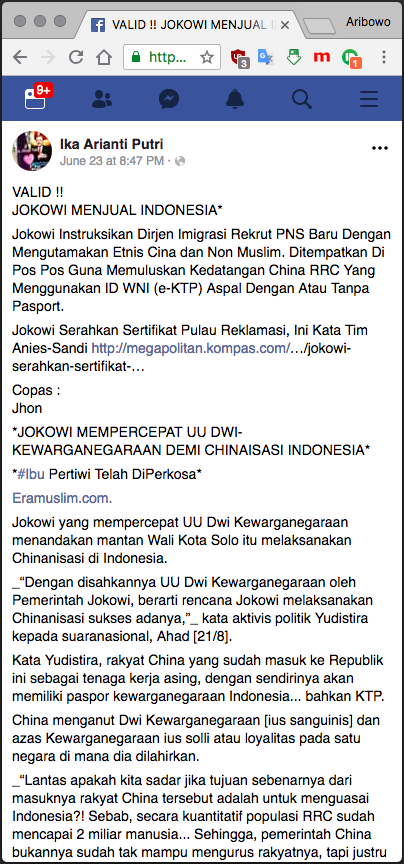 VALID !! JOKOWI MENJUAL
Aribowo
http...
3
1
9+
Ika Arianti Putri
June 23 at 8:47 PM ·
VALID !!
JOKOWI MENJUAL INDONESIA*
Jokowi Instruksikan Dirjen Imigrasi Rekrut PNS Baru Dengan
Mengutamakan Etnis Cina dan Non Muslim. Ditempatkan Di
Pos Pos Guna Memuluskan Kedatangan China RRC Yang
Menggunakan ID WNI (e-KTP) Aspal Dengan Atau Tanpa
Pasport.
Jokowi Serahkan Sertifikat Pulau Reklamasi, Ini Kata Tim
Anies-Sandi http://megapolitan.kompas.com/…/jokowi-
serahkan-sertifikat-…
Copas :
Jhon
*JOKOWI MEMPERCEPAT UU DWI-
KEWARGANEGARAAN DEMI CHINAISASI INDONESIA*
*#Ibu Pertiwi Telah DiPerkosa*
Eramuslim.com.
Jokowi yang mempercepat UU Dwi Kewarganegaraan
menandakan mantan Wali Kota Solo itu melaksanakan
Chinanisasi di Indonesia.
_“Dengan disahkannya UU Dwi Kewarganegaraan oleh
Pemerintah Jokowi, berarti rencana Jokowi melaksanakan
Chinanisasi sukses adanya,”_ kata aktivis politik Yudistira
kepada suaranasional, Ahad [21/8].
Kata Yudistira, rakyat China yang sudah masuk ke Republik
ini sebagai tenaga kerja asing, dengan sendirinya akan
memiliki paspor kewarganegaraan Indonesia... bahkan KTP.
China menganut Dwi Kewarganegaraan [ius sanguinis] dan
azas Kewarganegaraan ius solli atau loyalitas pada satu
negara di mana dia dilahirkan.
_“Lantas apakah kita sadar jika tujuan sebenarnya dari
masuknya rakyat China tersebut adalah untuk menguasai
Indonesia?! Sebab, secara kuantitatif populasi RRC sudah
mencapai 2 miliar manusia... Sehingga, pemerintah China
bukannya sudah tak mampu mengurus rakyatnya, tapi justru